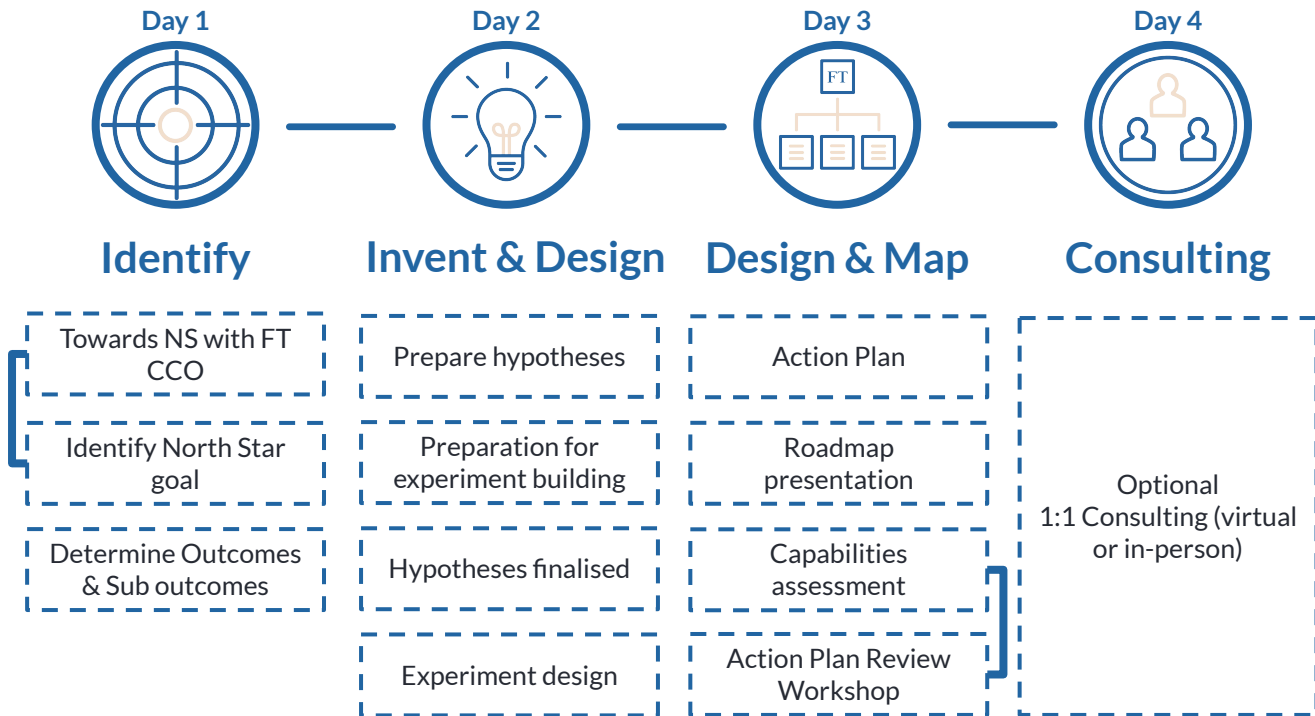 Day 1
Day 2
Day 3
Day 4
FT
Identify
Invent & Design
Design & Map
Consulting
Towards NS with FT
CCO
Identify North Star
goal
Determine Outcomes
& Sub outcomes
Prepare hypotheses
Preparation for
experiment building
Hypotheses finalised
Experiment design
Action Plan
Roadmap
presentation
Capabilities
assessment
Action Plan Review
Workshop
Optional
1:1 Consulting (virtual
or in-person)